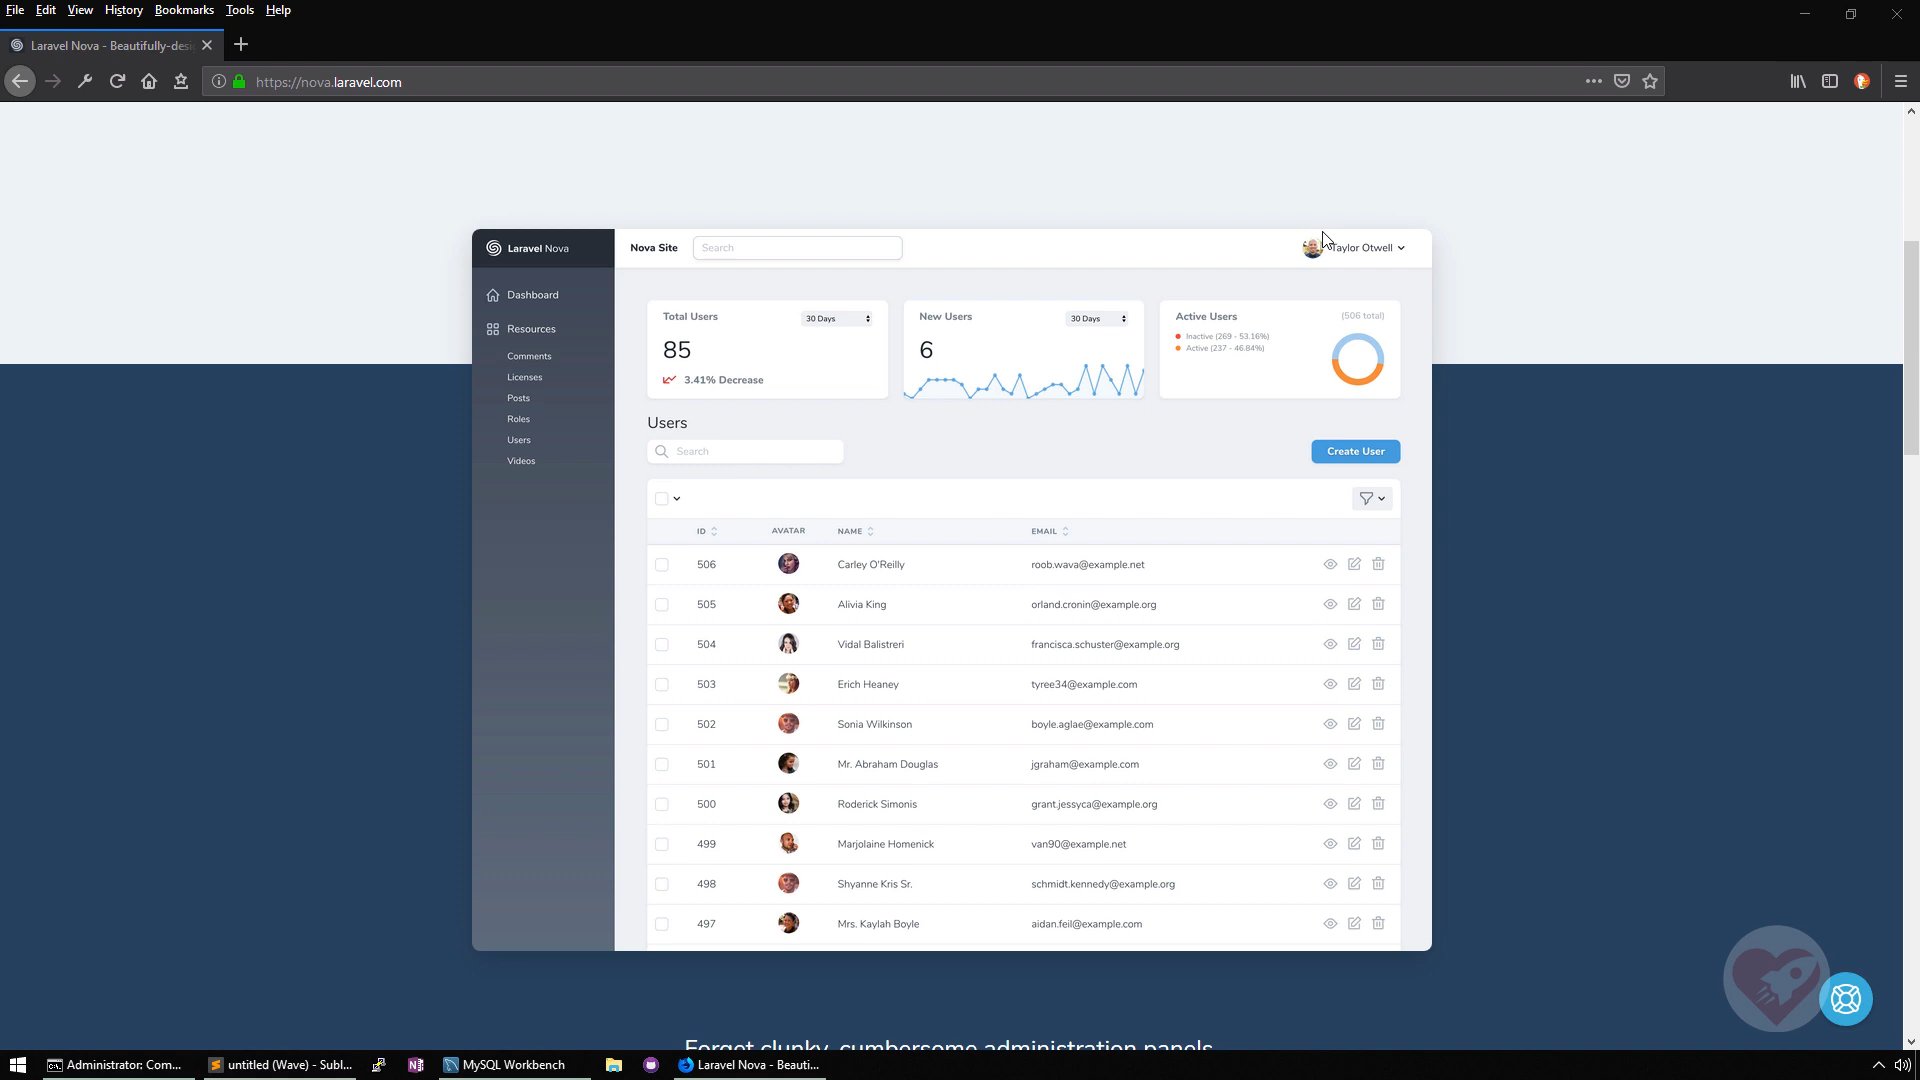 File Edit View History Bookmarks Tools Help
Laravel Nova - Beautifully-desi
https://nova.laravel.com
Laravel Nova
Nova Site
Search
Taylor Otwell
Dashboard
Resources
Comments
Licenses
Posts
Roles
Users
Videos
Total Users
30 Days
85
3.41% Decrease
New Users
30 Days
6
Active Users
(506 total)
Inactive (269 - 53.16%)
Active (237 - 46.84%)
Users
Search
Create User
ID AVATAR NAME EMAIL
506 Carley O'Reilly roob.wava@example.net
505 Alivia King orland.cronin@example.org
504 Vidal Balistreri francisca.schuster@example.org
503 Erich Heaney tyree34@example.com
502 Sonia Wilkinson boyle.aglae@example.com
501 Mr. Abraham Douglas jgraham@example.com
500 Roderick Simonis grant.jessyca@example.org
499 Marjolaine Homenick van90@example.net
498 Shyanne Kris Sr. schmidt.kennedy@example.org
497 Mrs. Kaylah Boyle aidan.feil@example.com
Forget clunky, cumbersome administration panels
Administrator: Com...
untitled (Wave) - Subl...
MySQL Workbench
Laravel Nova - Beauti...